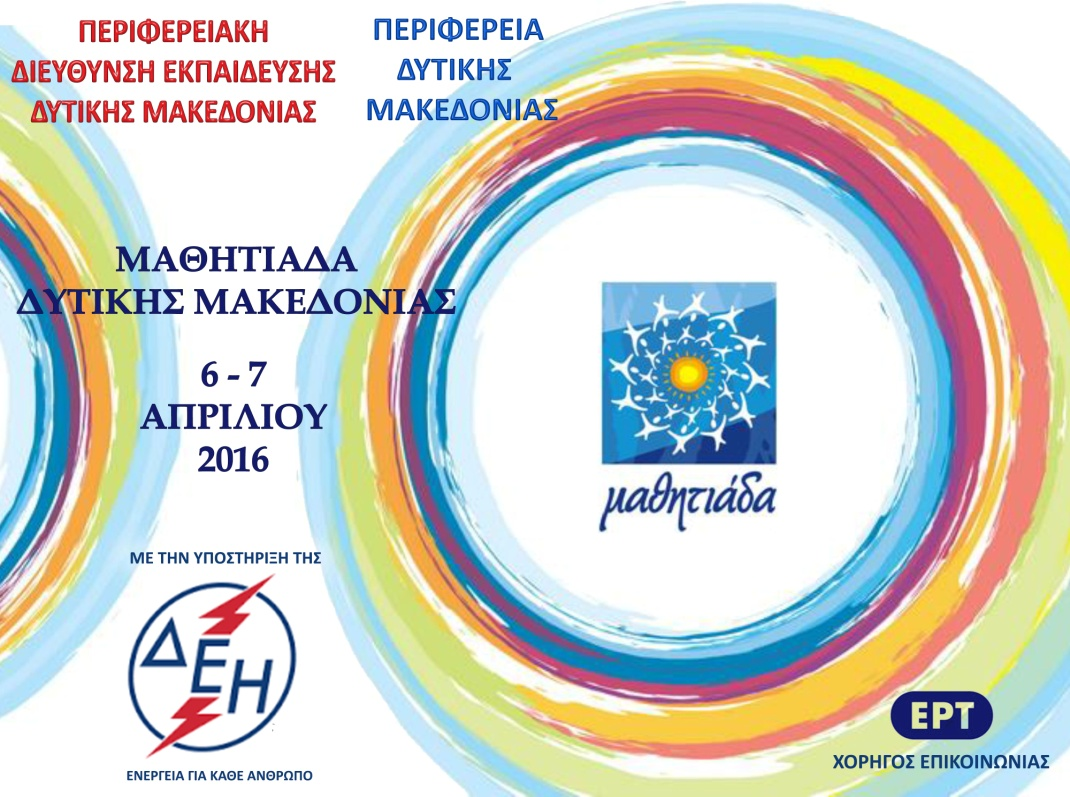 ΠΕΡΙΦΕΡΕΙΑΚΗ
ΔΙΕΥΘΥΝΣΗ ΕΚΠΑΙΔΕΥΣΗΣ
ΔΥΤΙΚΗΣ ΜΑΚΕΔΟΝΙΑΣ
ΠΕΡΙΦΕΡΕΙΑ
ΔΥΤΙΚΗΣ
ΜΑΚΕΔΟΝΙΑΣ
ΜΑΘΗΤΙΑΔΑ
ΔΥΤΙΚΗΣ ΜΑΚΕΔΟΝΙΑΣ
6 - 7
ΑΠΡΙΛΙΟΥ
2016
μαθητιάδα
ΜΕ ΤΗΝ ΥΠΟΣΤΗΡΙΞΗ ΤΗΣ
ΔΕΗ
ΕΝΕΡΓΕΙΑ ΓΙΑ ΚΑΘΕ ΑΝΘΡΩΠΟ
ΕΡΤ
ΧΟΡΗΓΟΣ ΕΠΙΚΟΙΝΩΝΙΑΣ